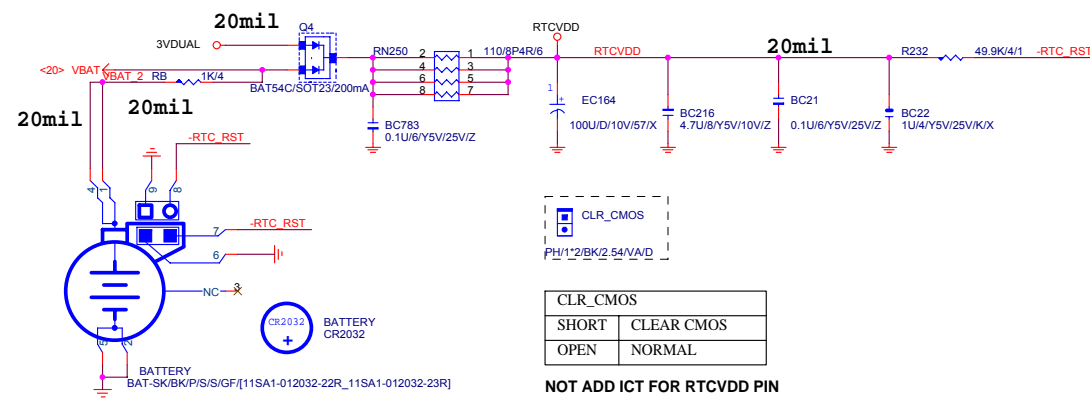 20mil
Q4
3VDUAL
RTCVDD
RN250
2
1
110/8P4R/6
4
3
6
5
8
7
RTCVDD
20mil
R232
49.9K/4/1
-RTC_RST
<20>
VBAT
VBAT_2
RB
1K/4
BAT54C/SOT23/200mA
20mil
20mil
BC783
0.1U/6/Y5V/25V/Z
1
+
EC164
100U/D/10V/57/X
BC216
4.7U/8/Y5V/10V/Z
BC21
0.1U/6/Y5V/25V/Z
BC22
1U/4/Y5V/25V/K/X
-RTC_RST
4
1
9
8
7
-RTC_RST
6
NC
3
5
2
CR2032
+
BATTERY
CR2032
BATTERY
BAT-SK/BK/P/S/S/GF/[11SA1-012032-22R_11SA1-012032-23R]
CLR_CMOS
PH/1*2/BK/2.54/VA/D
CLR_CMOS
SHORT CLEAR CMOS
OPEN NORMAL
NOT ADD ICT FOR RTCVDD PIN